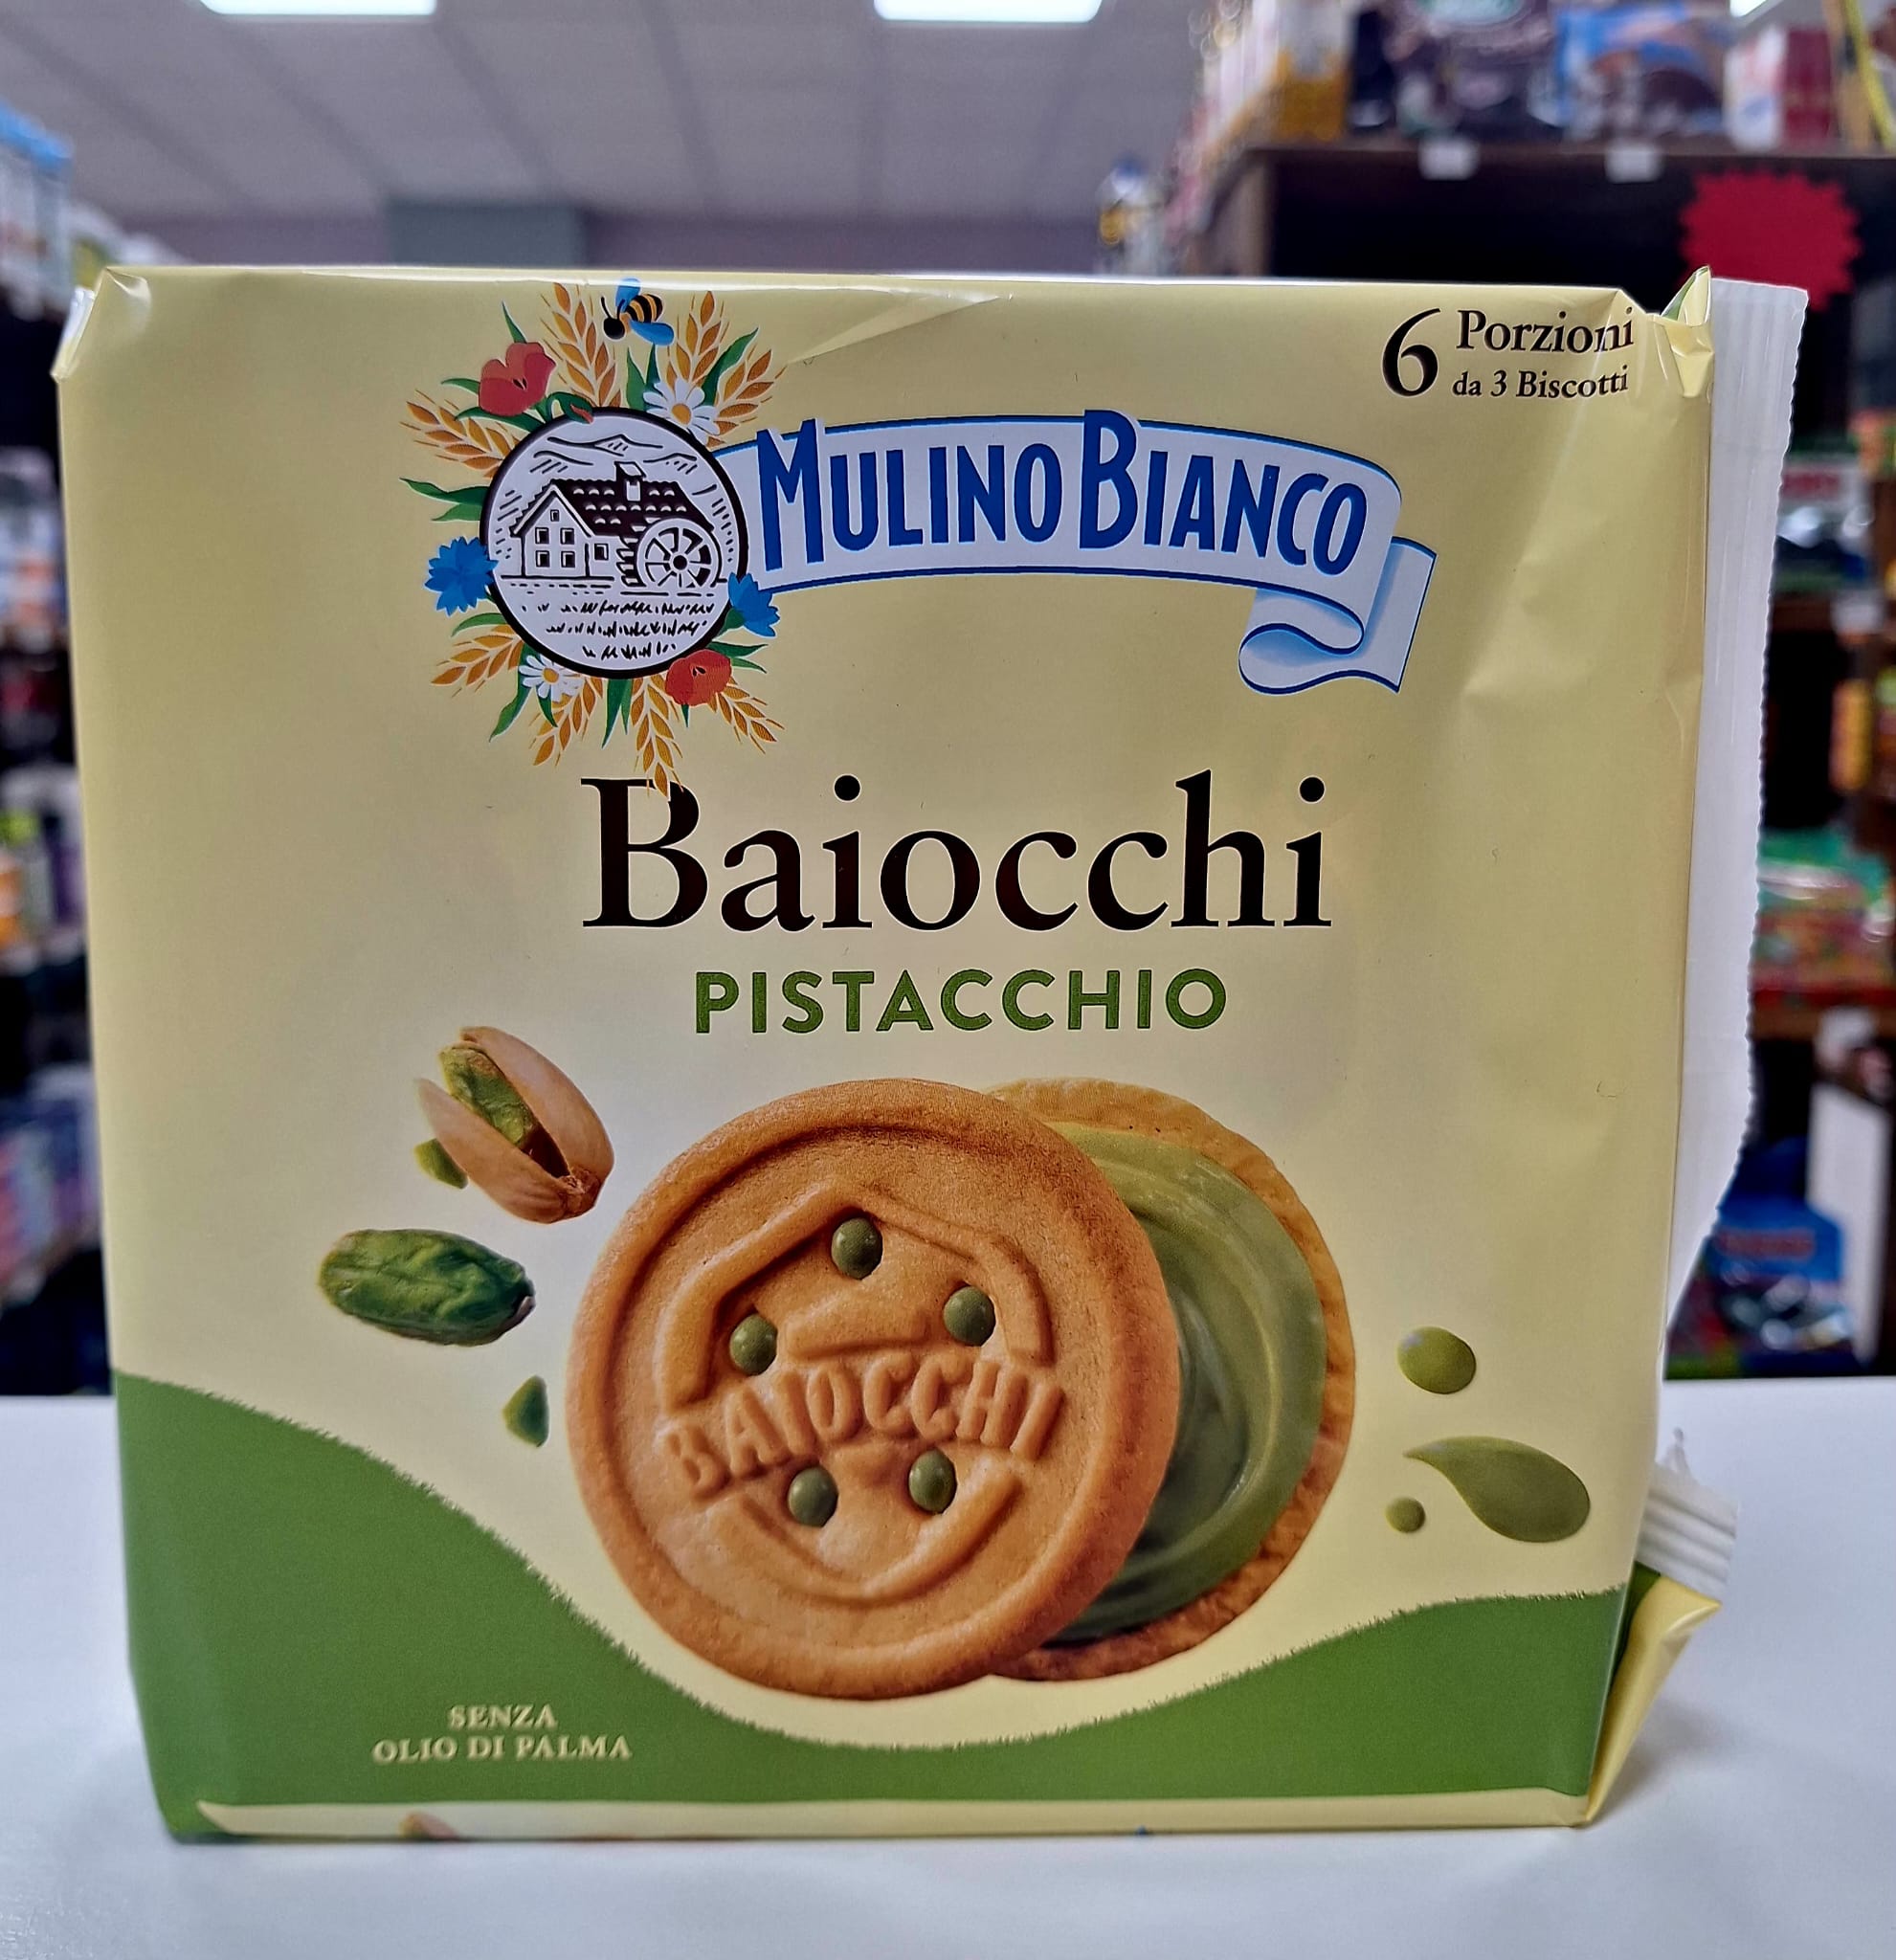 6 Porzioni
da 3 Biscotti
MULINO BIANCO
Baiocchi
PISTACCHIO
BAIOCCHI
SENZA
OLIO DI PALMA